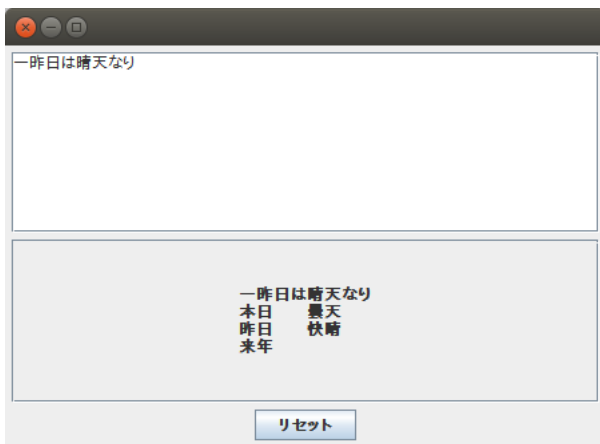 一昨日は晴天なり
一昨日は晴天なり
本日　　曇天
昨日　　快晴
来年
リセット